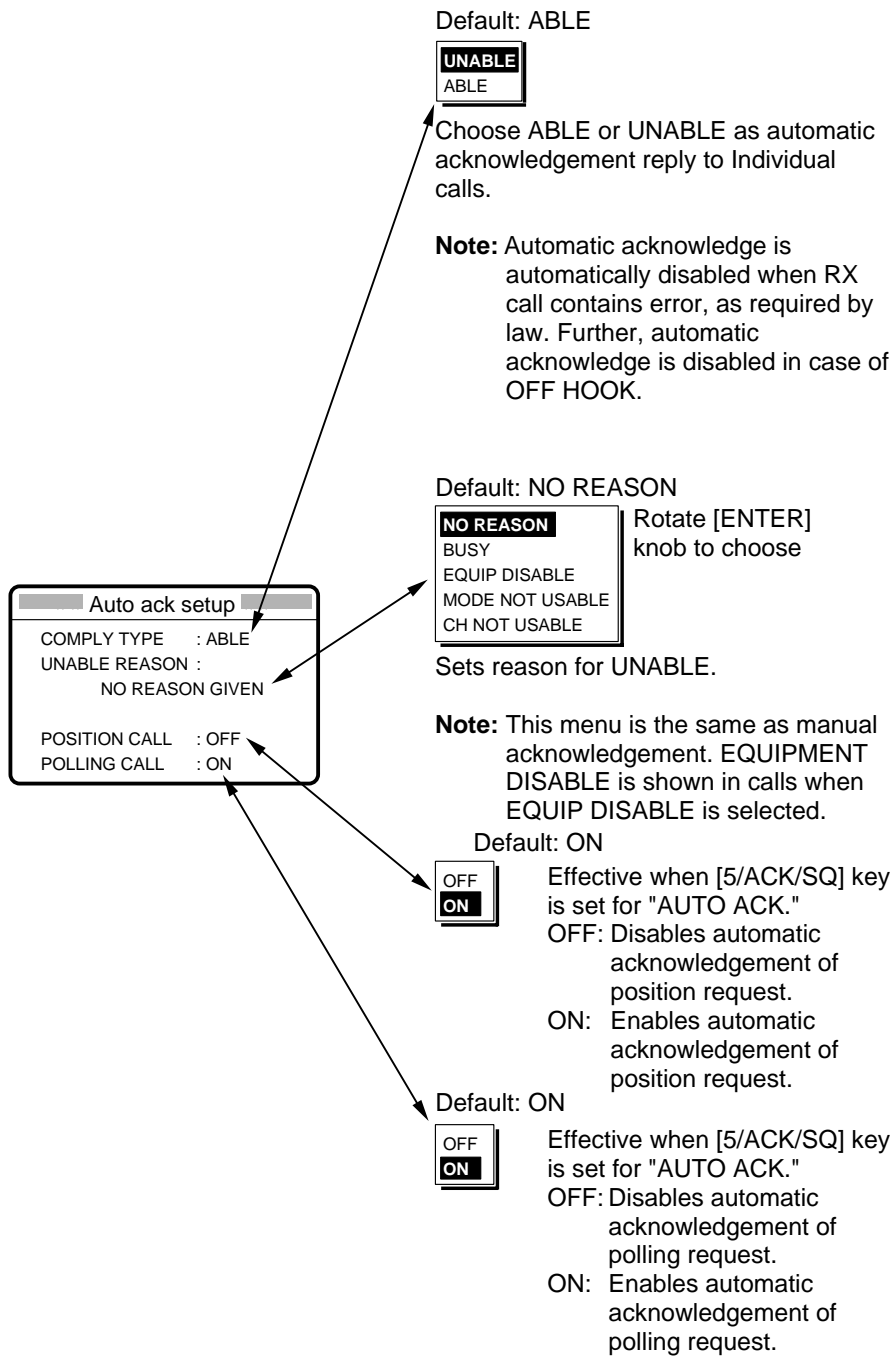 Default: ABLE
UNABLE
ABLE
Choose ABLE or UNABLE as automatic
acknowledgement reply to Individual
calls.
Note: Automatic acknowledge is
automatically disabled when RX
call contains error, as required by
law. Further, automatic
acknowledge is disabled in case of
OFF HOOK.
Default: NO REASON
NO REASON
BUSY
EQUIP DISABLE
MODE NOT USABLE
CH NOT USABLE
Rotate [ENTER]
knob to choose
Sets reason for UNABLE.
Note: This menu is the same as manual
acknowledgement. EQUIPMENT
DISABLE is shown in calls when
EQUIP DISABLE is selected.
Auto ack setup
COMPLY TYPE : ABLE
UNABLE REASON :
NO REASON GIVEN
POSITION CALL : OFF
POLLING CALL : ON
Default: ON
OFF
ON
Effective when [5/ACK/SQ] key
is set for "AUTO ACK."
OFF: Disables automatic
acknowledgement of
position request.
ON: Enables automatic
acknowledgement of
position request.
Default: ON
OFF
ON
Effective when [5/ACK/SQ] key
is set for "AUTO ACK."
OFF: Disables automatic
acknowledgement of
polling request.
ON: Enables automatic
acknowledgement of
polling request.